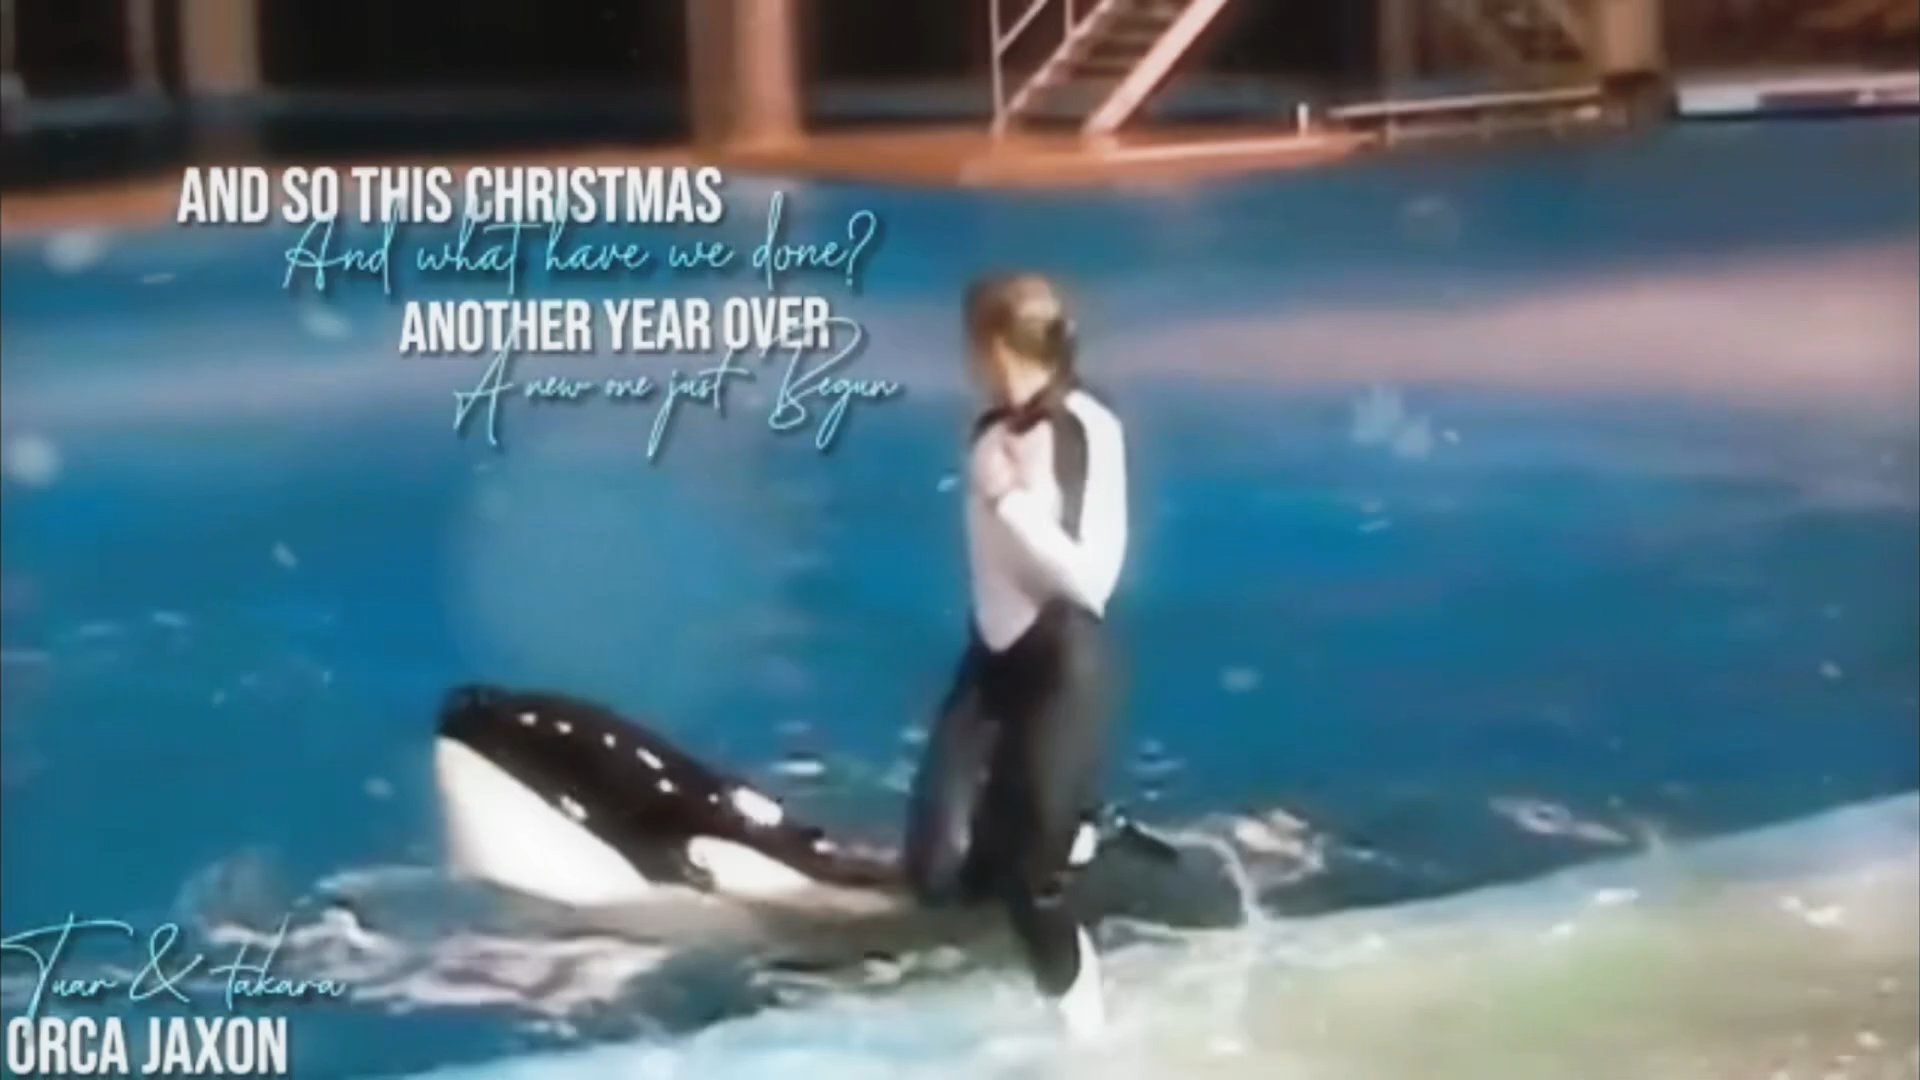 AND SO THIS CHRISTMAS
And what have we done?
ANOTHER YEAR OVER
A new one just Begun
Tuar & takara
ORCA JAXON